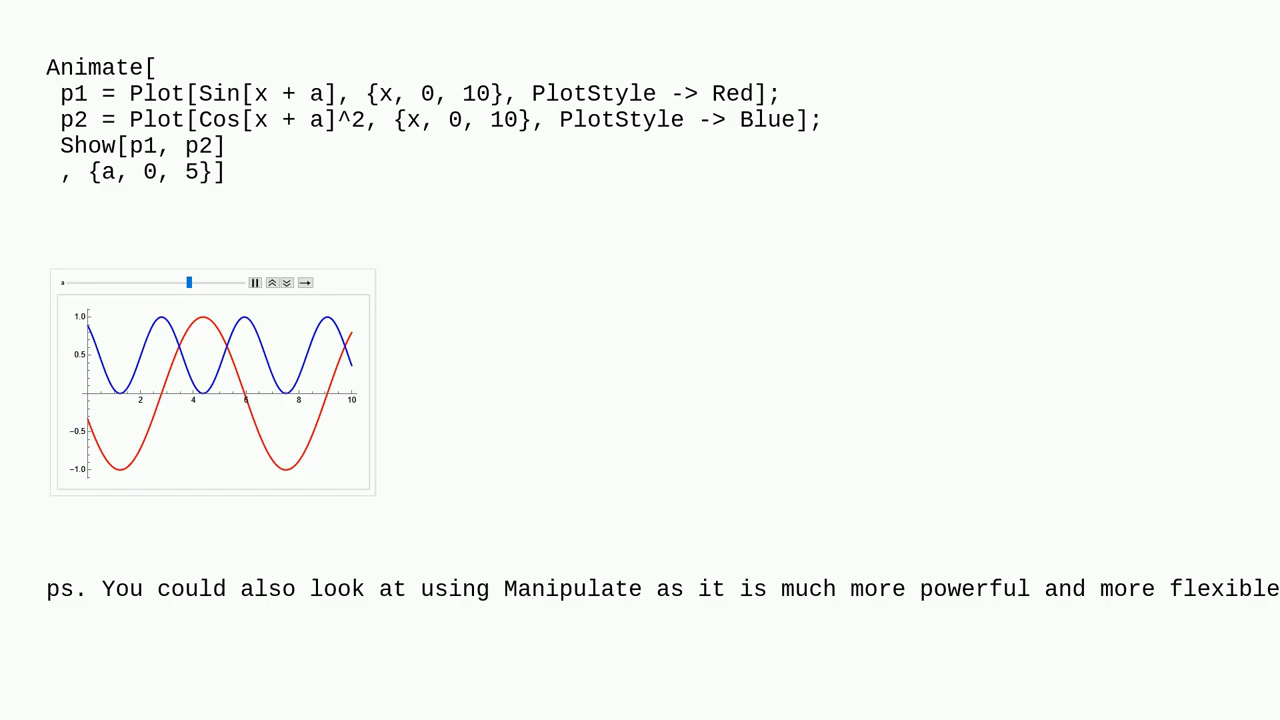 Animate[
p1 = Plot[Sin[x + a], {x, 0, 10}, PlotStyle -> Red];
p2 = Plot[Cos[x + a]^2, {x, 0, 10}, PlotStyle -> Blue];
Show[p1, p2]
, {a, 0, 5}]
a
1.0
0.5
2 4 6 8 10
−0.5
−1.0
ps. You could also look at using Manipulate as it is much more powerful and more flexible